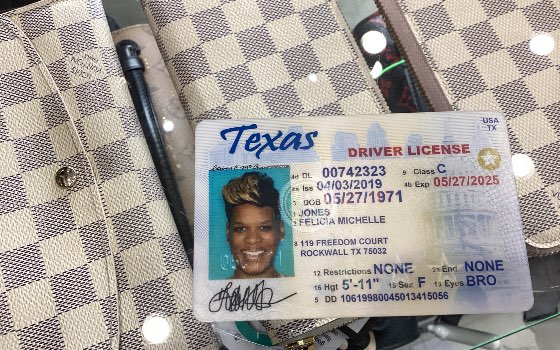 Texas
USA
TX
DRIVER LICENSE
4d DL 00742323 9 Class C
4a Iss 04/03/2019 4b Exp 05/27/2025
3 DOB 05/27/1971
1 JONES
2 FELICIA MICHELLE
8 119 FREEDOM COURT
ROCKWALL TX 75032
12 Restrictions NONE 9a End NONE
16 Hgt 5'-11" 15 Sex F 18 Eyes BRO
5 DD 10619980045013415056